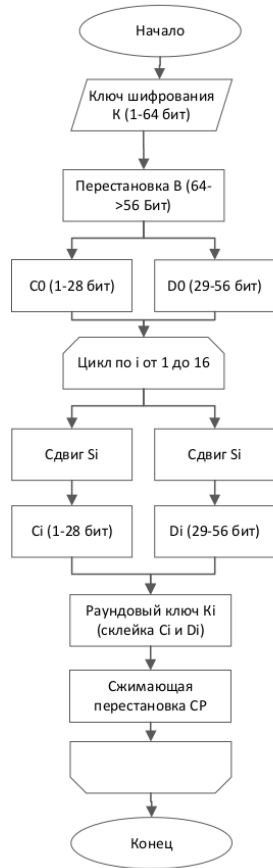 Начало
Ключ шифрования
К (1-64 бит)
Перестановка B (64-
>56 Бит)
C0 (1-28 бит)
D0 (29-56 бит)
Цикл по i от 1 до 16
Сдвиг Si
Сдвиг Si
Ci (1-28 бит)
Di (29-56 бит)
Раундовый ключ Ki
(склейка Ci и Di)
Сжимающая
перестановка CP
Конец